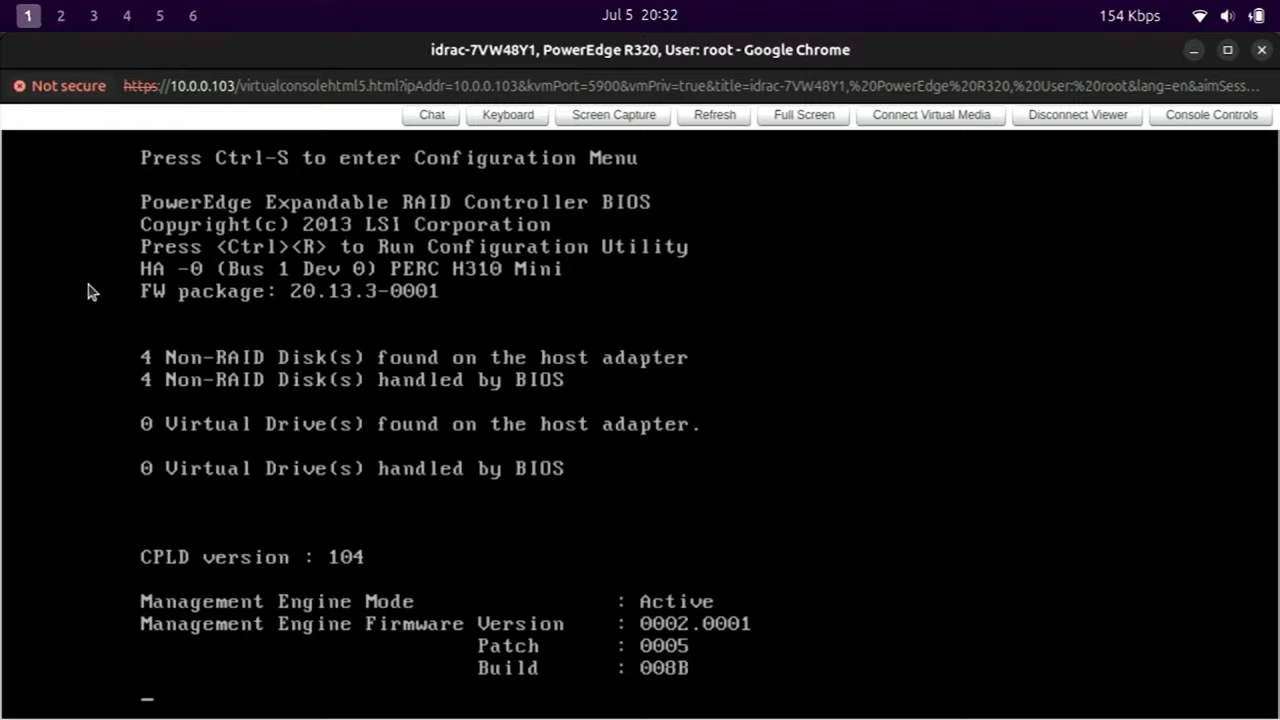 1 2 3 4 5 6 Jul 5 20:32 154 Kbps
idrac-7VW48Y1, PowerEdge R320, User: root - Google Chrome
Not secure https://10.0.0.103/virtualconsolehtml5.html?ipAddr=10.0.0.103&kvmPort=5900&vmPriv=true&title=idrac-7VW48Y1,%20PowerEdge%20R320,%20User:%20root&lang=en&aimSess...
Chat Keyboard Screen Capture Refresh Full Screen Connect Virtual Media Disconnect Viewer Console Controls
Press Ctrl-S to enter Configuration Menu
PowerEdge Expandable RAID Controller BIOS
Copyright(c) 2013 LSI Corporation
Press <Ctrl><R> to Run Configuration Utility
HA -0 (Bus 1 Dev 0) PERC H310 Mini
FW package: 20.13.3-0001
4 Non-RAID Disk(s) found on the host adapter
4 Non-RAID Disk(s) handled by BIOS
0 Virtual Drive(s) found on the host adapter.
0 Virtual Drive(s) handled by BIOS
CPLD version : 104
Management Engine Mode : Active
Management Engine Firmware Version : 0002.0001
Patch : 0005
Build : 008B
_